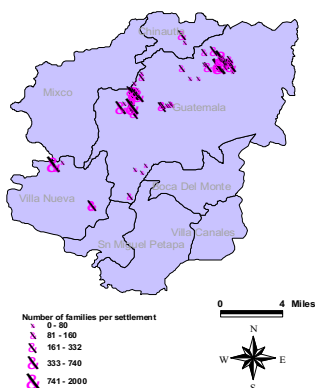 Chinautla
Mixco
Guatemala
Boca Del Monte
Villa Nueva
Villa Canales
Sn Miguel Petapa
0 4 Miles
Number of families per settlement
0 - 80
81 - 160
161 - 332
333 - 740
741 - 2000
N
W E
S